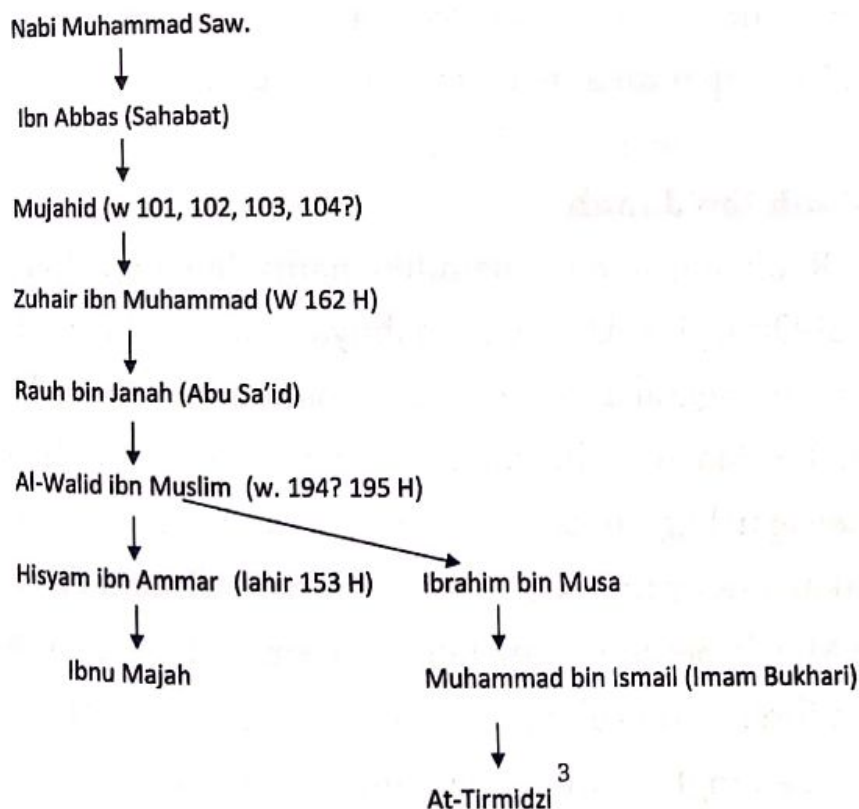 Nabi Muhammad Saw.
Ibn Abbas (Sahabat)
Mujahid (w 101, 102, 103, 104?)
Zuhair ibn Muhammad (W 162 H)
Rauh bin Janah (Abu Sa'id)
Al-Walid ibn Muslim (w. 194? 195 H)
Hisyam ibn Ammar (lahir 153 H) Ibrahim bin Musa
Ibnu Majah Muhammad bin Ismail (Imam Bukhari)
At-Tirmidzi 3